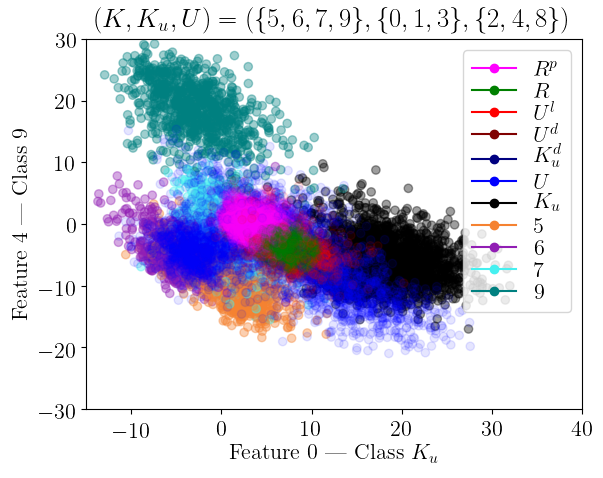 (K, K_u, U) = ({5, 6, 7, 9}, {0, 1, 3}, {2, 4, 8})
30
20
10
0
−10
−20
−30
Feature 4 — Class 9
−10
0
10
20
30
40
Feature 0 — Class K_u
R^p
R
U^l
U^d
K_u^d
U
K_u
5
6
7
9